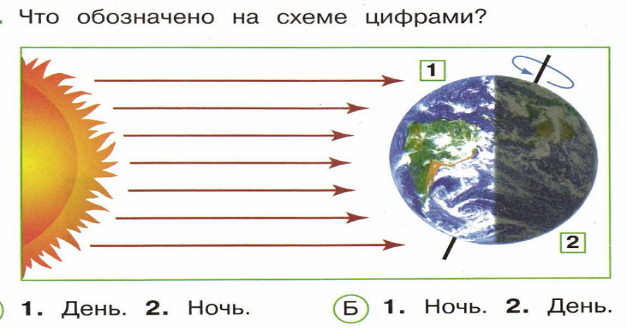 Что обозначено на схеме цифрами?
1
2
1. День. 2. Ночь.
Б 1. Ночь. 2. День.